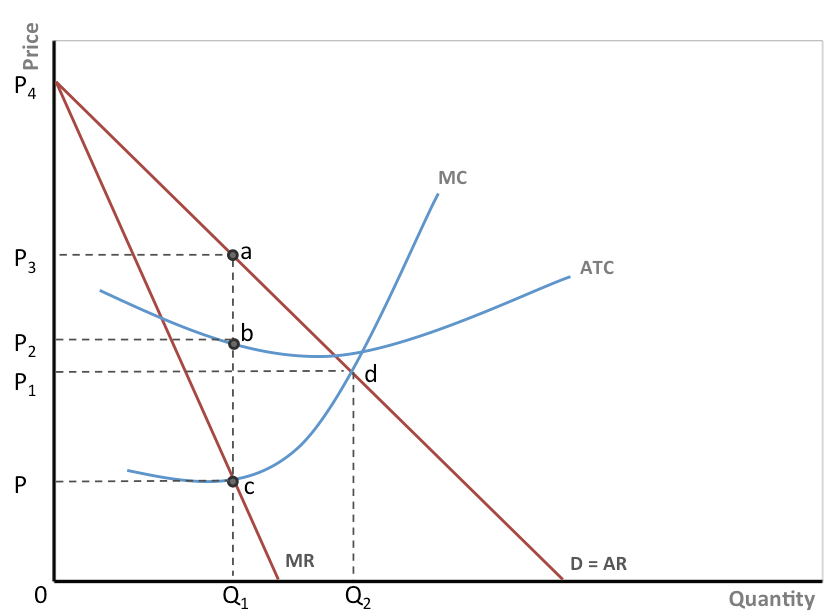 Price
P4
MC
P3
a
ATC
P2
b
P1
d
P
c
MR
D = AR
0
Q1
Q2
Quantity